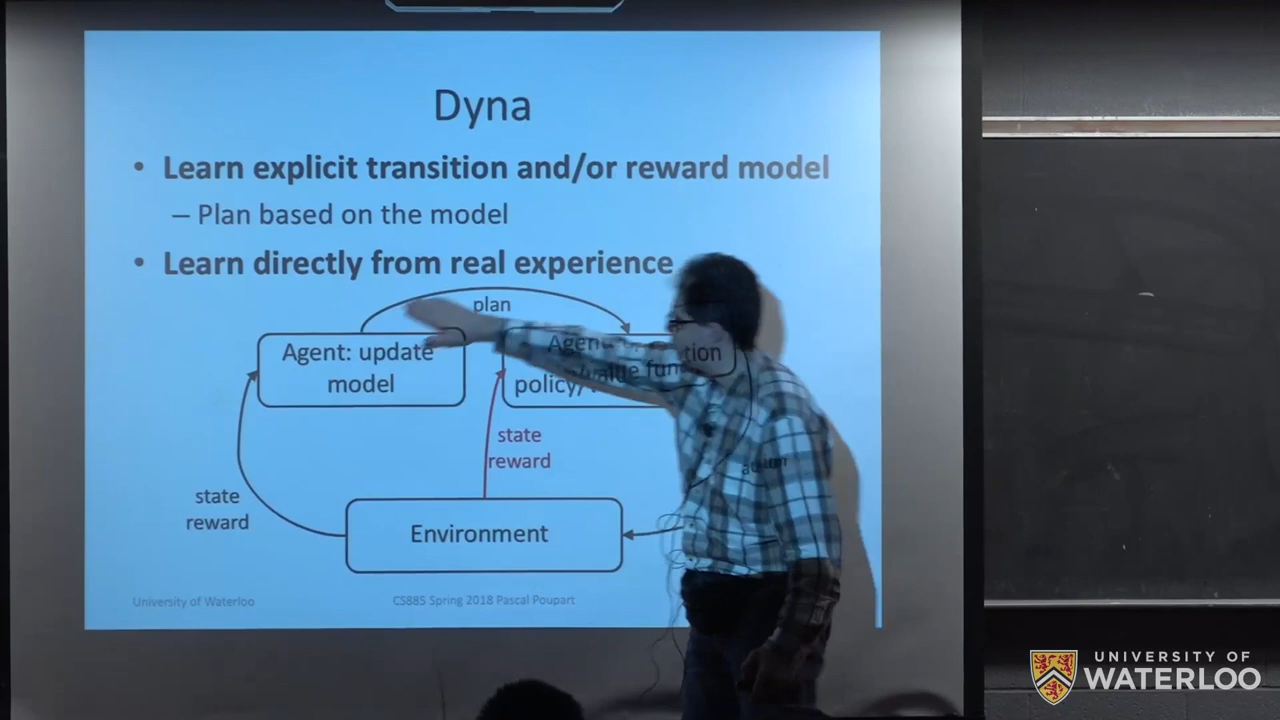 Dyna
• Learn explicit transition and/or reward model
– Plan based on the model
• Learn directly from real experience
plan
Agent: update
model
state
reward
state
reward
Environment
University of Waterloo
CS885 Spring 2018 Pascal Poupart
UNIVERSITY OF
WATERLOO